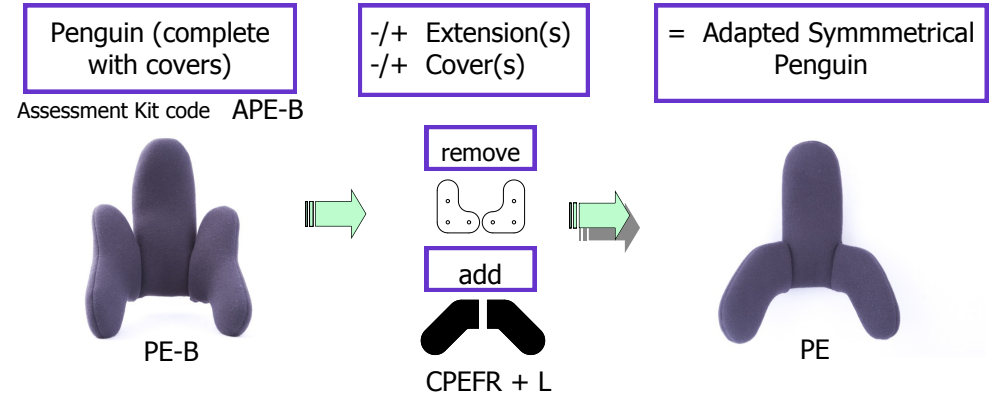 Penguin (complete
with covers)
-/+ Extension(s)
-/+ Cover(s)
= Adapted Symmmetrical
Penguin
Assessment Kit code APE-B
remove
add
PE-B
CPEFR + L
PE